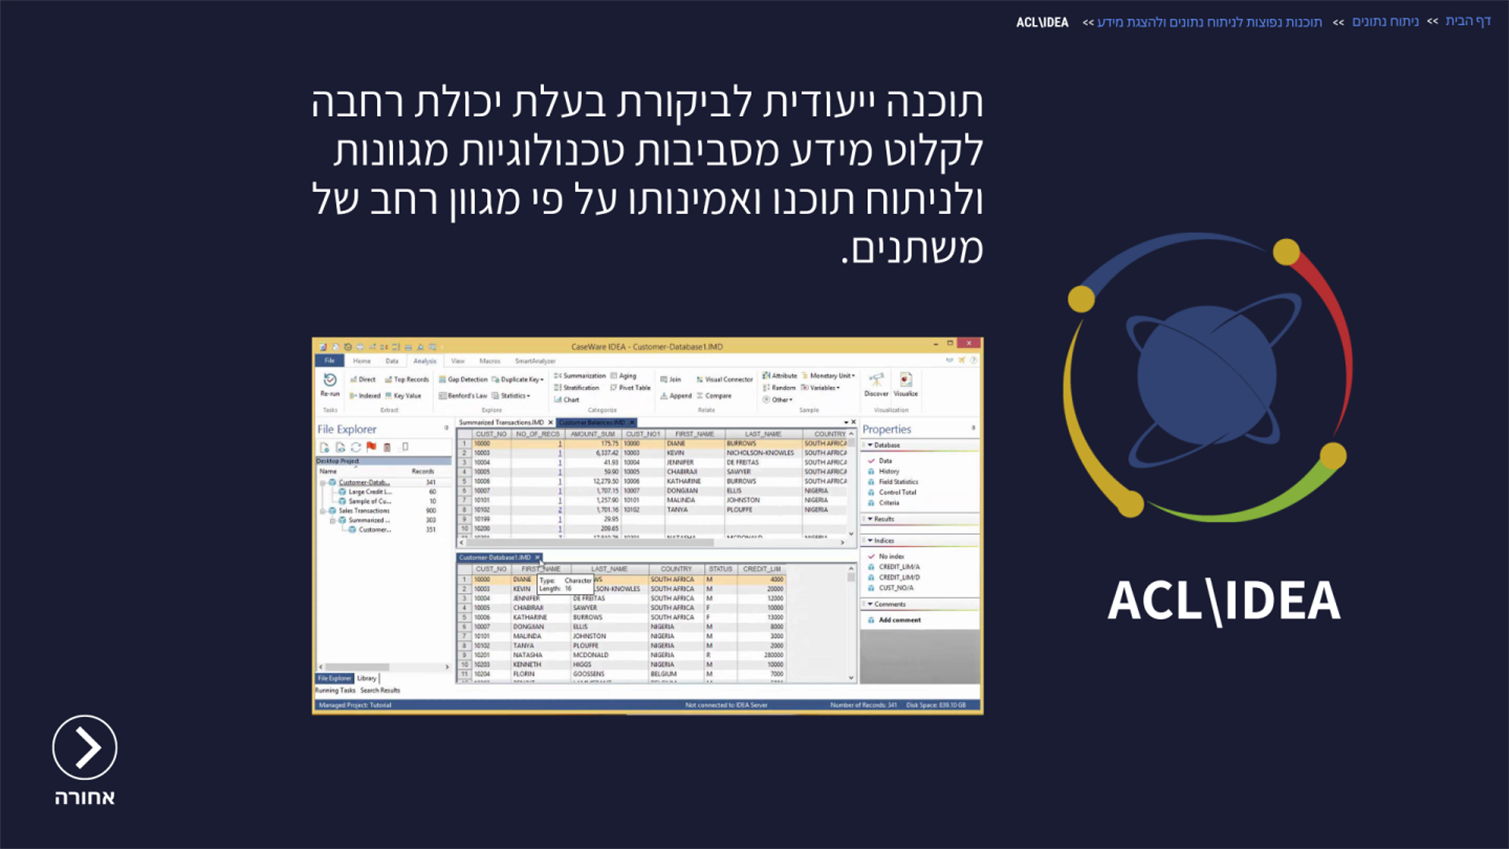 דף הבית >> ניתוח נתונים >> תוכנות נפוצות לניתוח נתונים ולהצגת מידע >> ACL\IDEA
תוכנה ייעודית לביקורת בעלת יכולת רחבה
לקלוט מידע מסביבות טכנולוגיות מגוונות
ולניתוח תוכנו ואמינותו על פי מגוון רחב של
משתנים.
CaseWare IDEA - Customer-Database1.IMD
File Home Data Analysis View Macros SmartAnalyzer
Re-run
Tasks
Direct Top Records
Indexed Key Value
Extract
Gap Detection Duplicate Key
Benford's Law Statistics
Explore
Summarization Aging
Stratification Pivot Table
Chart
Categorize
Join Visual Connector
Append Compare
Relate
Attribute Monetary Unit
Random Variables
Other
Sample
Discover Visualize
Visualization
File Explorer
Desktop Project
Name Records
Customer-Datab... 341
Large Credit L... 60
Sample of Cu... 10
Sales Transactions 900
Summarized ... 303
Customer... 351
File Explorer Library
Running Tasks Search Results
Summarized Transactions.IMD Customer Balances.IMD
CUST_NO NO_OF_RECS AMOUNT_SUM CUST_NO1 FIRST_NAME LAST_NAME COUNTRY
1 10000 1 175.75 10000 DIANE BURROWS SOUTH AFRICA
2 10003 1 6,337.42 10003 KEVIN NICHOLSON-KNOWLES SOUTH AFRICA
3 10004 1 41.93 10004 JENNIFER DE FREITAS SOUTH AFRICA
4 10005 1 59.90 10005 CHABIRAJI SAWYER SOUTH AFRICA
5 10006 1 12,279.50 10006 KATHARINE BURROWS SOUTH AFRICA
6 10007 1 1,707.15 10007 DONGJIAN ELLIS NIGERIA
7 10101 1 1,257.90 10101 MALINDA JOHNSTON NIGERIA
8 10102 2 1,701.16 10102 TANYA PLOUFFE NIGERIA
9 10199 1 29.95
10 10200 1 209.65
Customer-Database1.IMD
CUST_NO FIRST_NAME LAST_NAME COUNTRY STATUS CREDIT_LIM
1 10000 DIANE WS SOUTH AFRICA M 4000
2 10003 KEVIN LSON-KNOWLES SOUTH AFRICA M 20000
3 10004 JENNIFER DE FREITAS SOUTH AFRICA M 12000
4 10005 CHABIRAJI SAWYER SOUTH AFRICA F 10000
5 10006 KATHARINE BURROWS SOUTH AFRICA F 13000
6 10007 DONGJIAN ELLIS NIGERIA M 8000
7 10101 MALINDA JOHNSTON NIGERIA M 3000
8 10102 TANYA PLOUFFE NIGERIA M 2000
9 10201 NATASHA MCDONALD NIGERIA R 280000
10 10203 KENNETH HIGGS NIGERIA M 10000
11 10204 FLORIN GOOSSENS BELGIUM M 7000
Type: Character
Length: 16
Properties
Database
Data
History
Field Statistics
Control Total
Criteria
Results
Indices
No index
CREDIT_LIM/A
CREDIT_LIM/D
CUST_NO/A
Comments
Add comment
Managed Project: Tutorial Not connected to IDEA Server Number of Records: 341 Disk Space: 839.10 GB
ACL\IDEA
אחורה